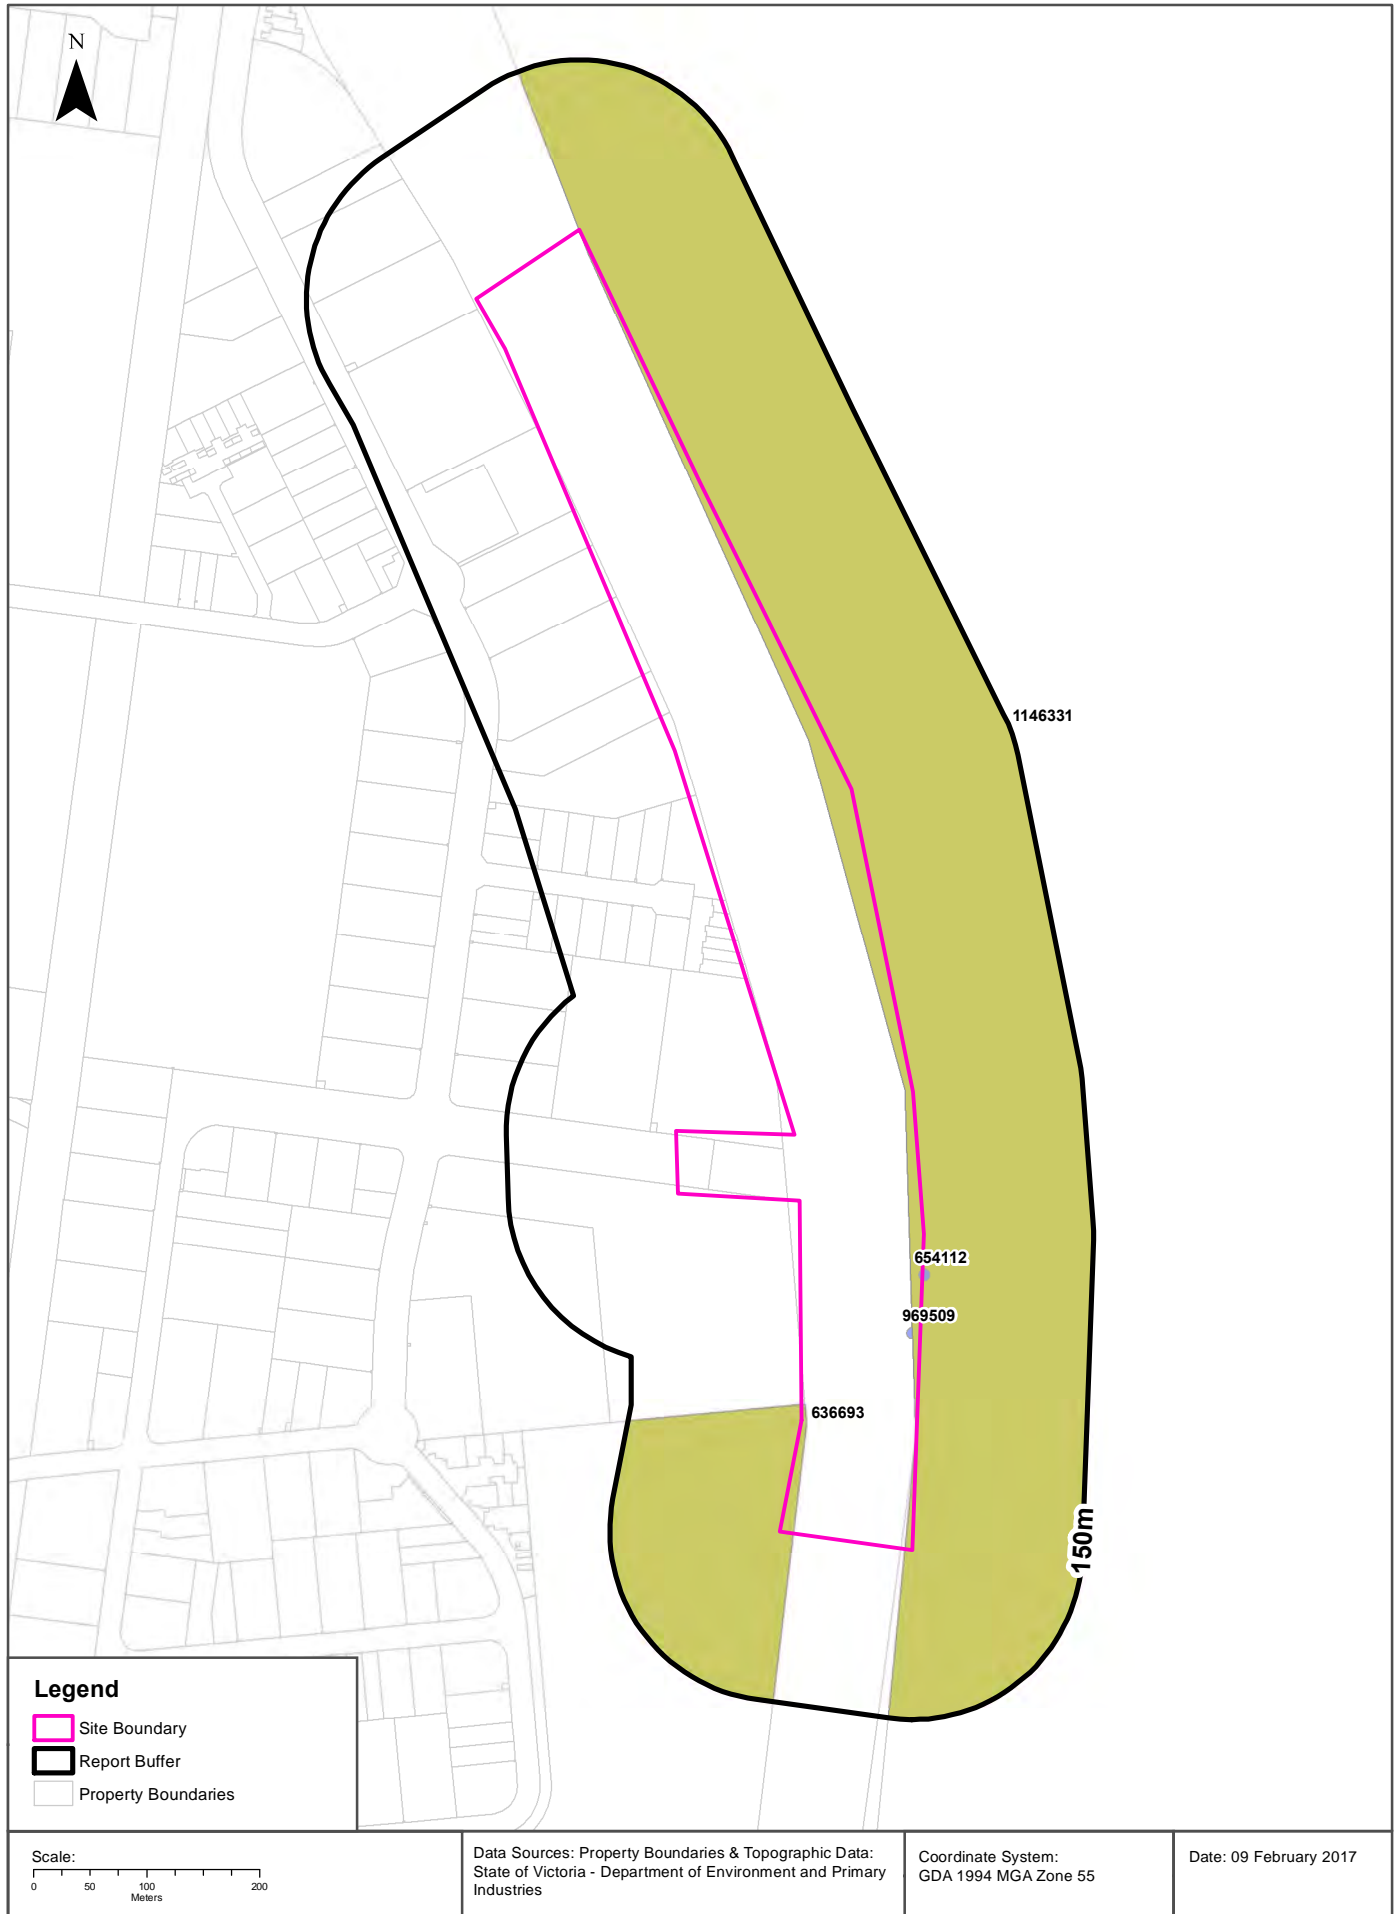 N
1146331
654112
969509
636693
150m
Legend
Site Boundary
Report Buffer
Property Boundaries
Scale:
0 50 100 200
Meters
Data Sources: Property Boundaries & Topographic Data:
State of Victoria - Department of Environment and Primary
Industries
Coordinate System:
GDA 1994 MGA Zone 55
Date: 09 February 2017